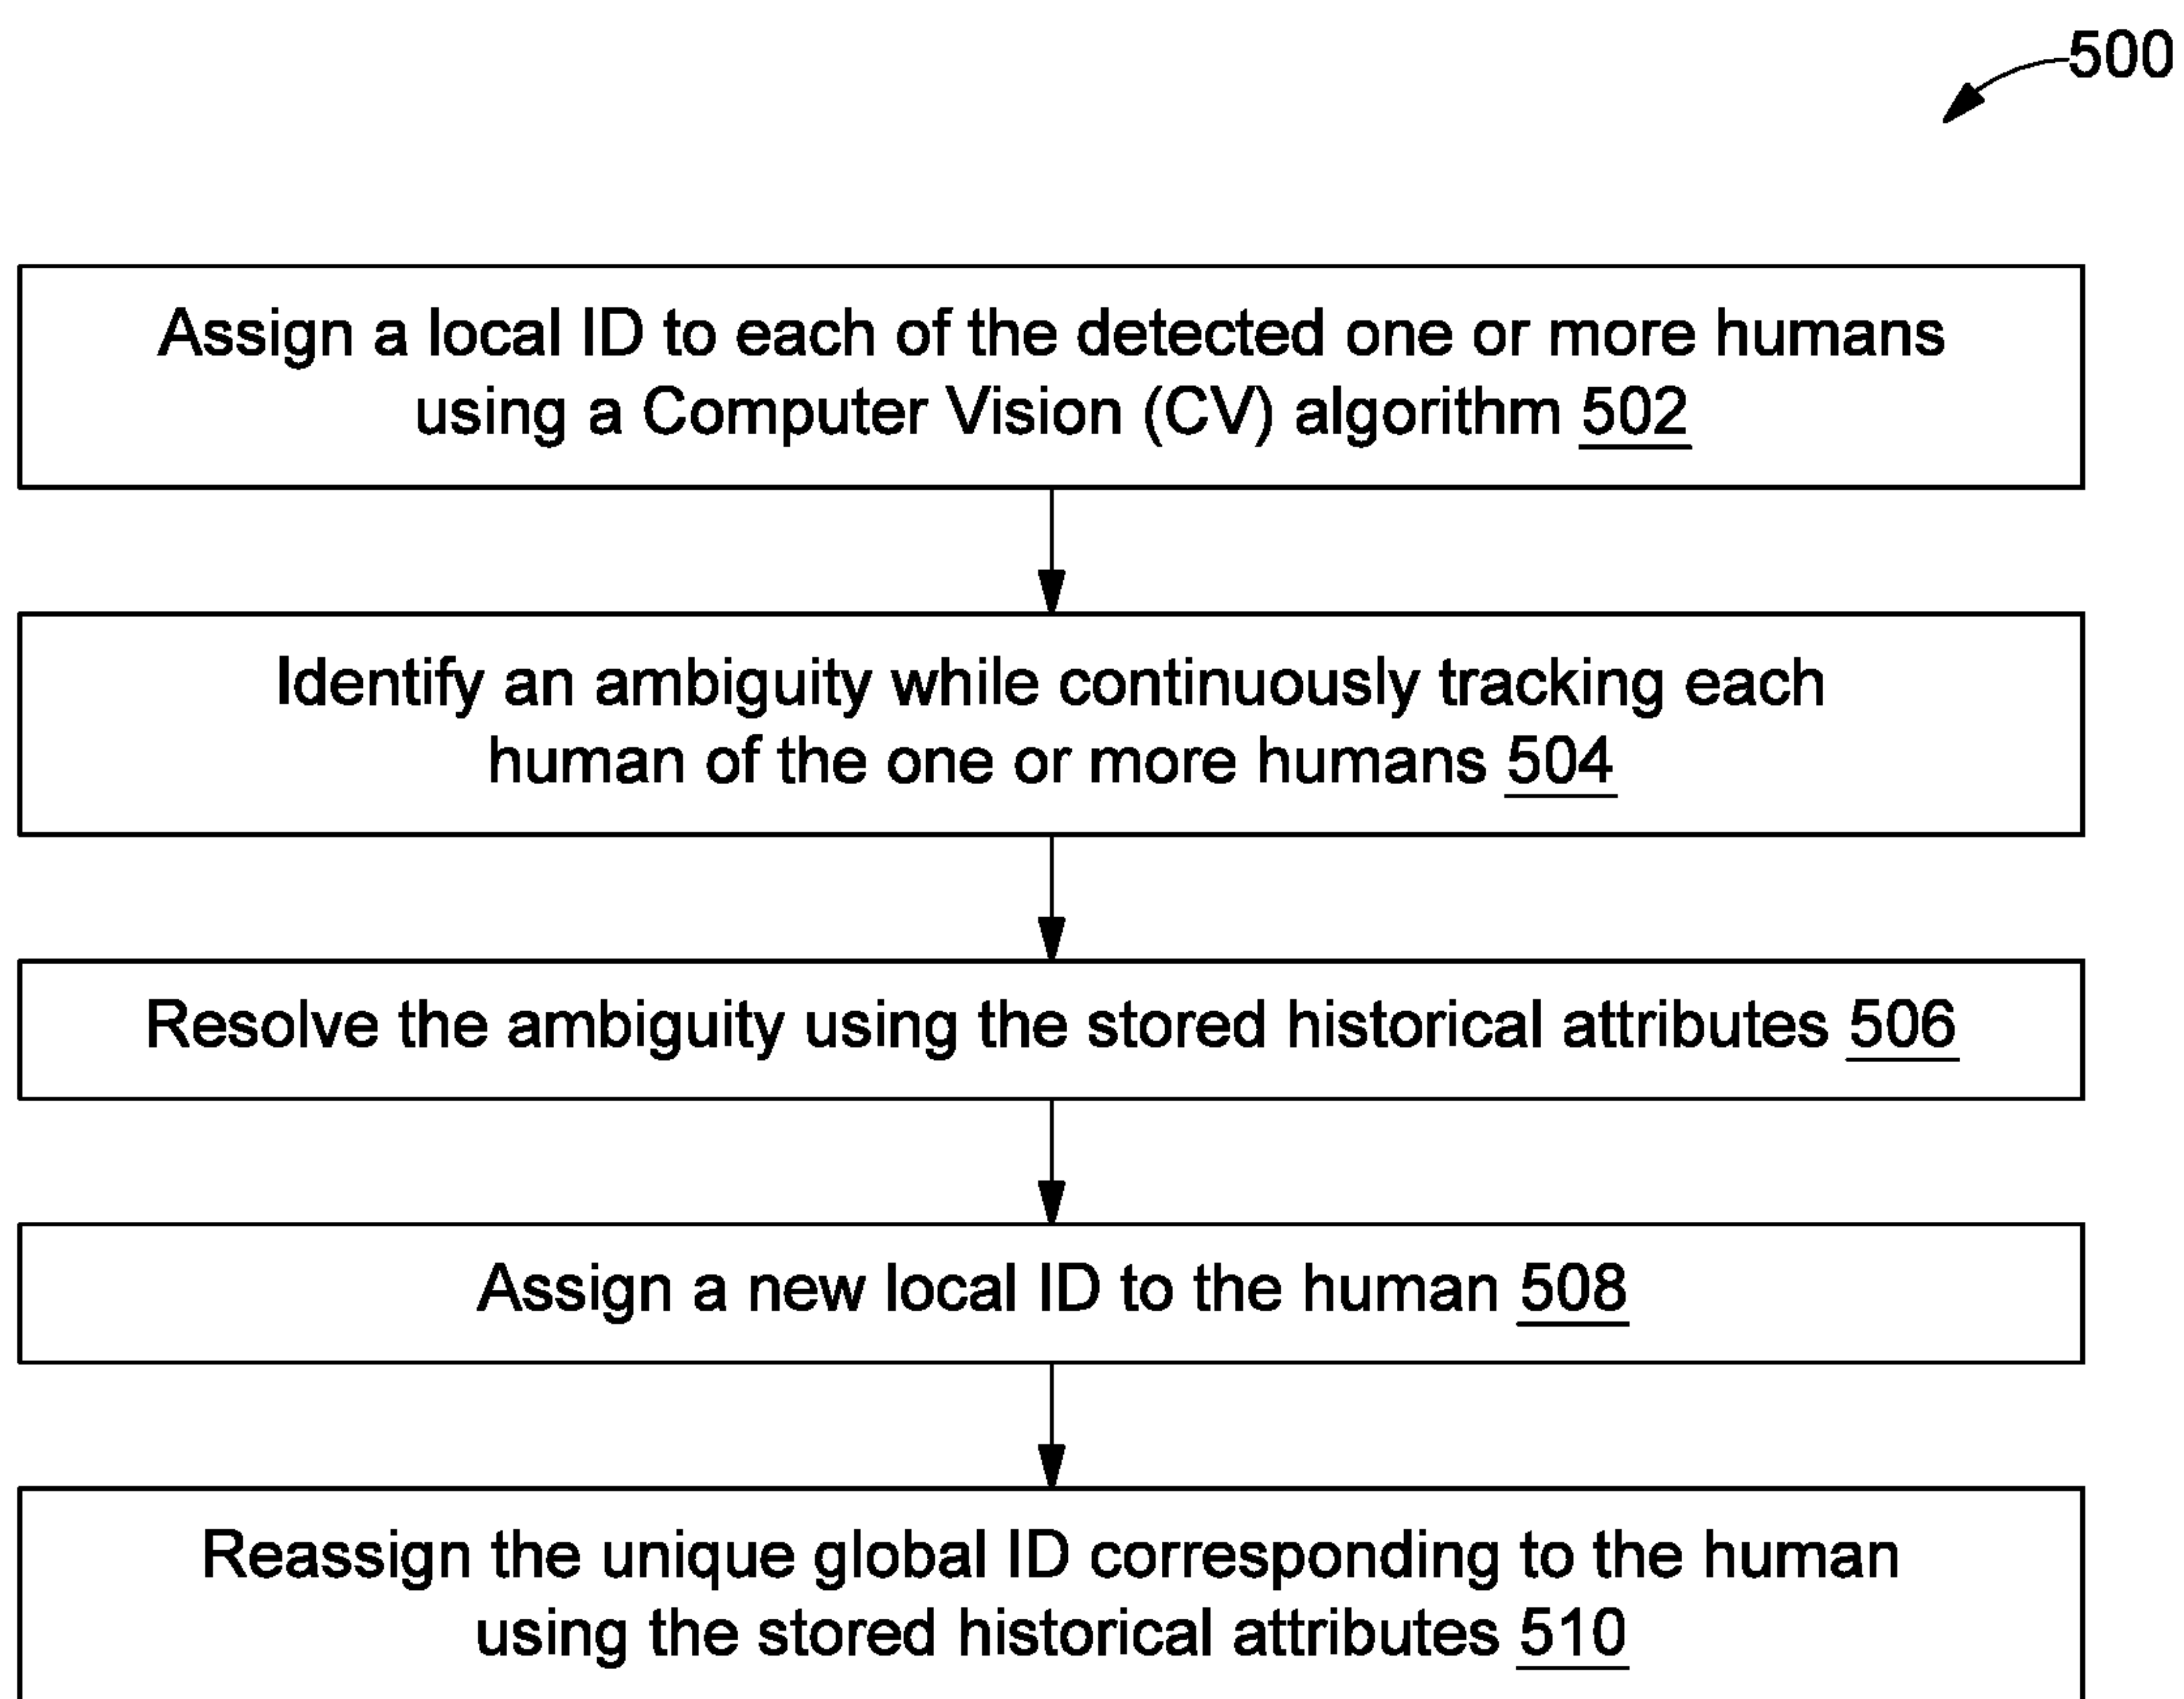 500
Assign a local ID to each of the detected one or more humans
using a Computer Vision (CV) algorithm 502
Identify an ambiguity while continuously tracking each
human of the one or more humans 504
Resolve the ambiguity using the stored historical attributes 506
Assign a new local ID to the human 508
Reassign the unique global ID corresponding to the human
using the stored historical attributes 510